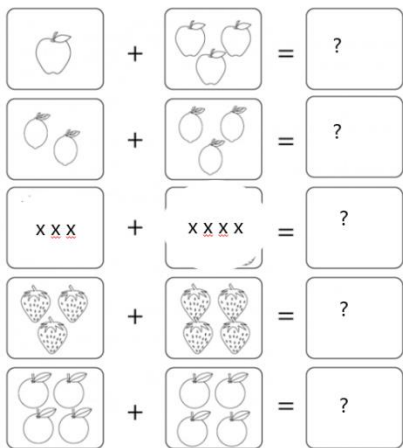 + = ?
+ = ?
x x x + x x x x = ?
+ = ?
+ = ?